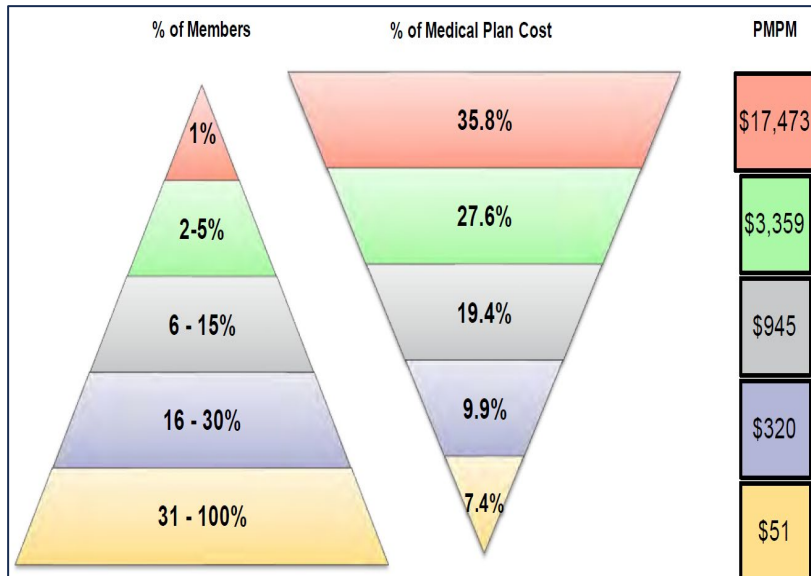 % of Members % of Medical Plan Cost PMPM
1% 35.8% $17,473
2-5% 27.6% $3,359
6 - 15% 19.4% $945
16 - 30% 9.9% $320
31 - 100% 7.4% $51